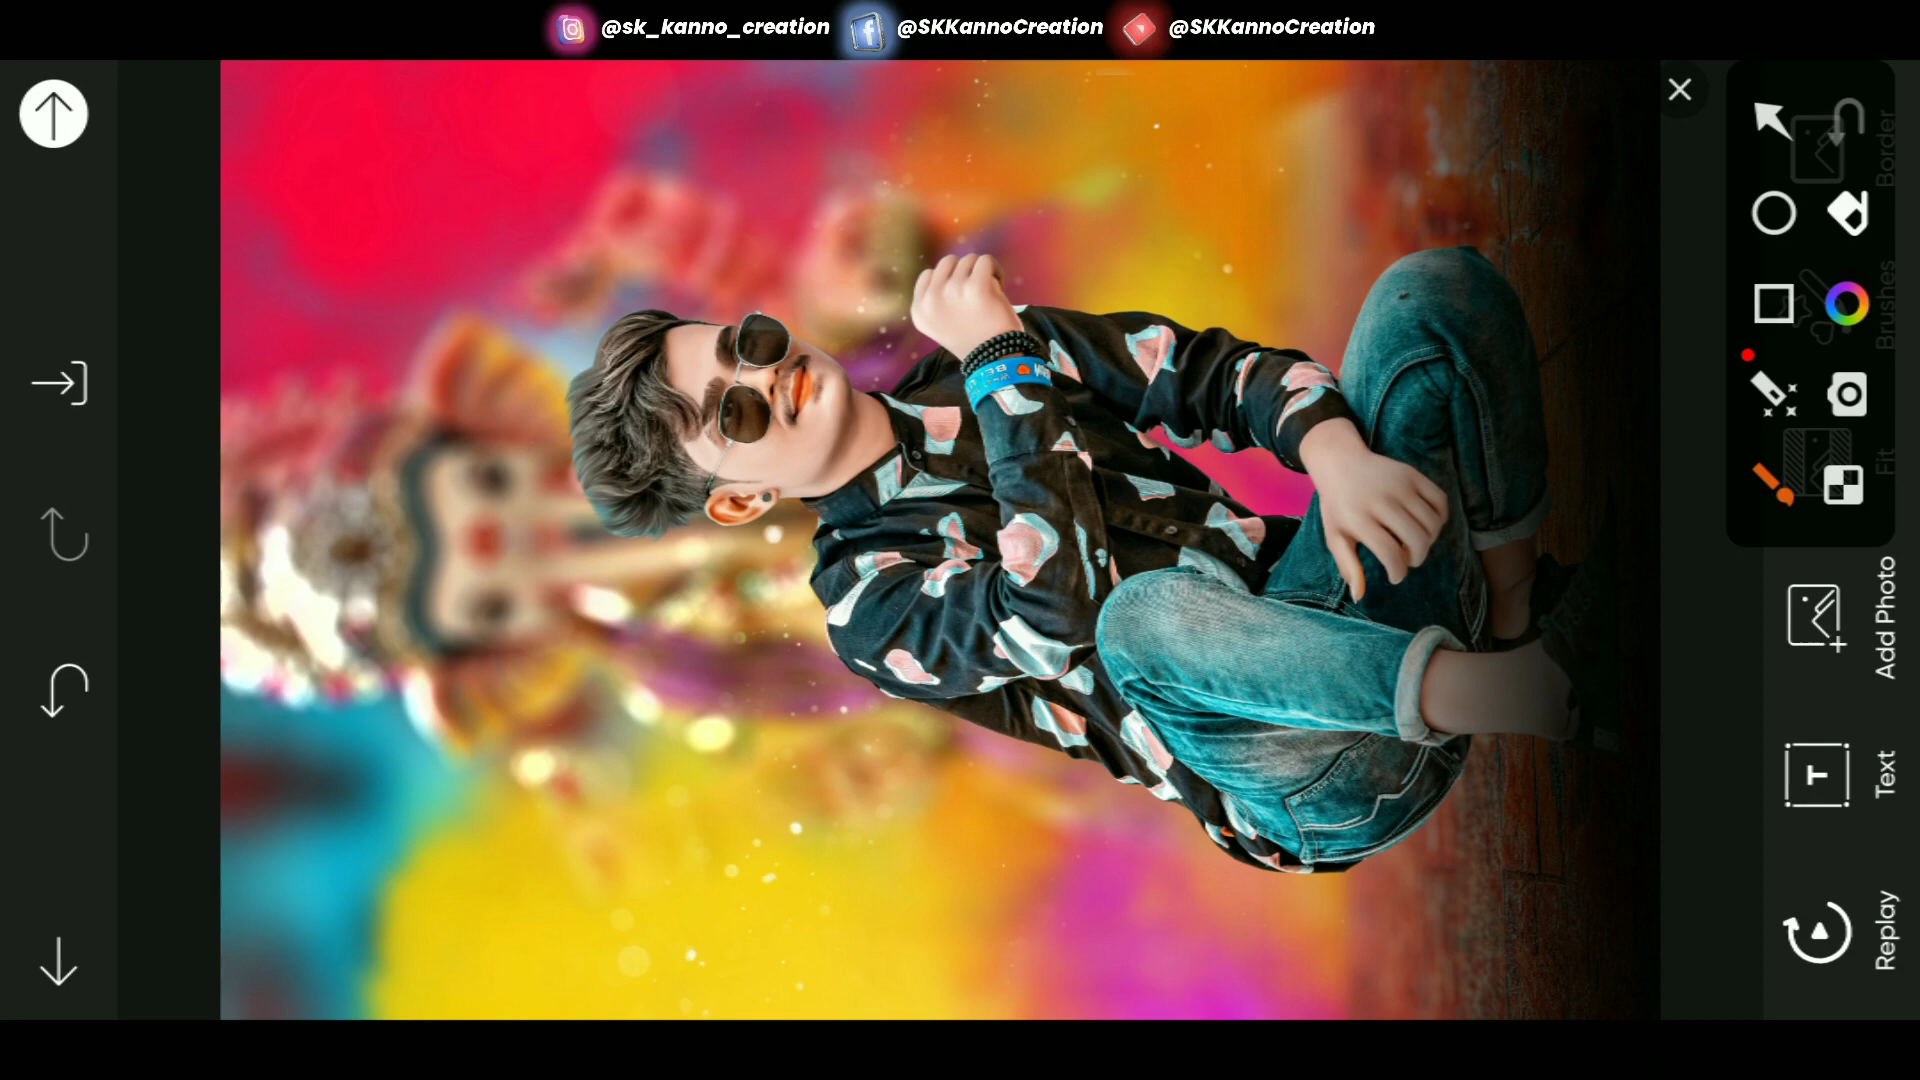 @sk_kanno_creation @SKKannoCreation @SKKannoCreation
Border
Brushes
Fit
Add Photo
T
Text
Replay